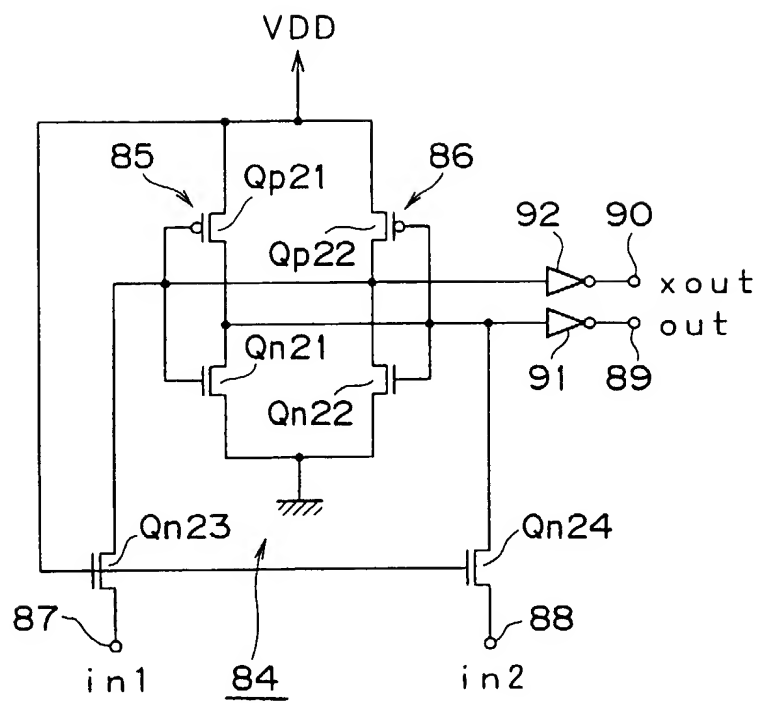 VDD
85
Qp21
86
Qp22
92
90
xout
out
Qn21
Qn22
91
89
Qn23
Qn24
87
88
in1
84
in2